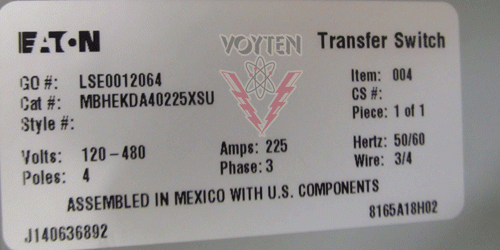 EATON
VOYTEN
Transfer Switch
GO #: LSE0012064
Item: 004
Cat #: MBHEKDA40225XSU
CS #:
Style #:
Piece: 1 of 1
Volts: 120-480
Amps: 225
Hertz: 50/60
Poles: 4
Phase: 3
Wire: 3/4
ASSEMBLED IN MEXICO WITH U.S. COMPONENTS
J140636892
8165A18H02